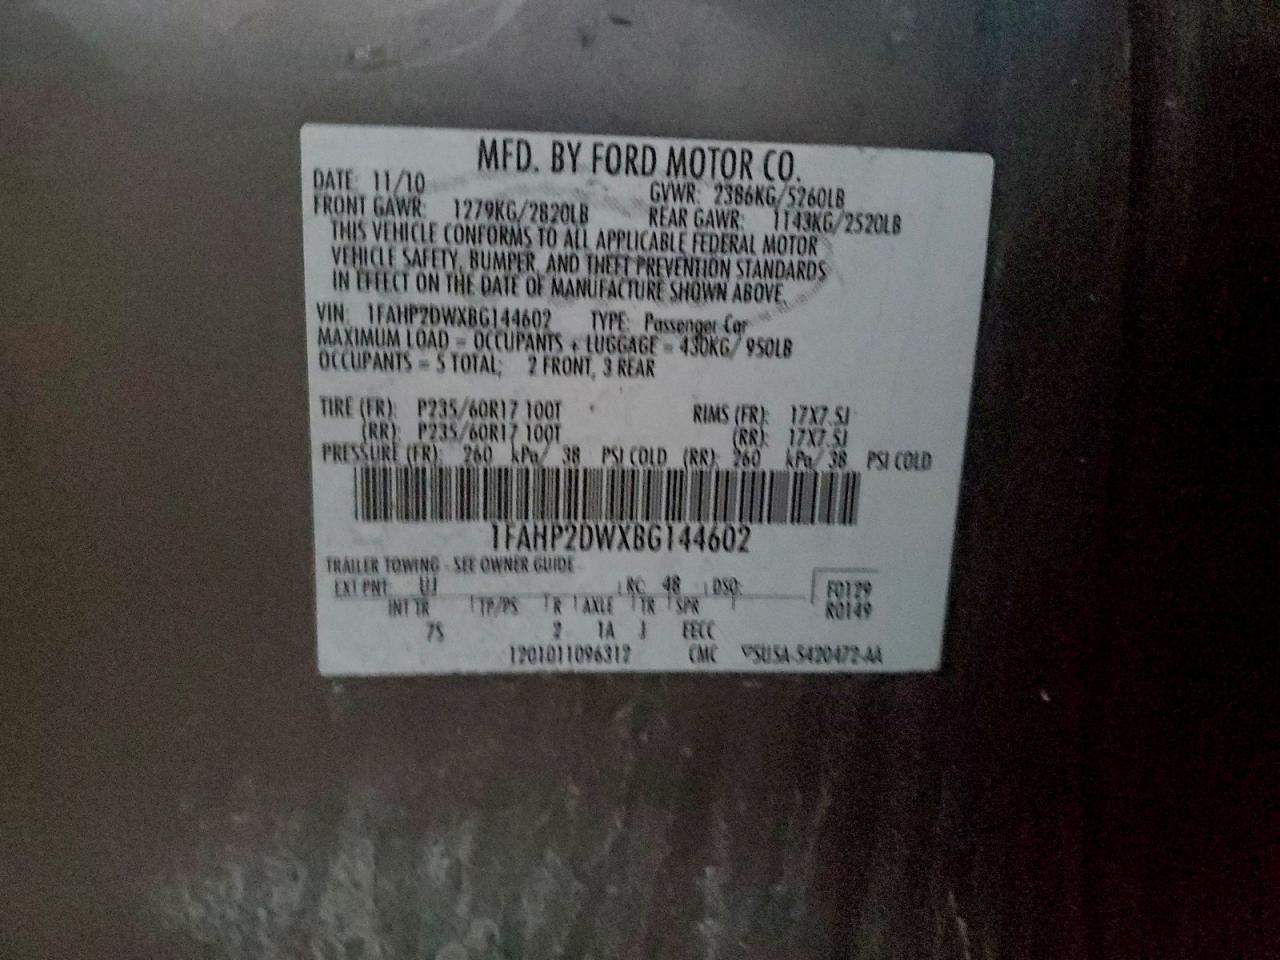 MFD. BY FORD MOTOR CO.
DATE: 11/10 GVWR: 2386KG/5260LB
FRONT GAWR: 1279KG/2820LB REAR GAWR: 1143KG/2520LB
THIS VEHICLE CONFORMS TO ALL APPLICABLE FEDERAL MOTOR
VEHICLE SAFETY, BUMPER, AND THEFT PREVENTION STANDARDS
IN EFFECT ON THE DATE OF MANUFACTURE SHOWN ABOVE.
VIN: 1FAHP2DWXBG144602 TYPE: Passenger Car
MAXIMUM LOAD = OCCUPANTS + LUGGAGE = 430KG/ 950LB
OCCUPANTS = 5 TOTAL; 2 FRONT, 3 REAR
TIRE (FR): P235/60R17 100T RIMS (FR): 17X7.5J
(RR): P235/60R17 100T (RR): 17X7.5J
PRESSURE (FR): 260 kPa/ 38 PSI COLD (RR): 260 kPa/ 38 PSI COLD
1FAHP2DWXBG144602
TRAILER TOWING - SEE OWNER GUIDE
EXT PNT: UJ RC: 48 DSO: F0129
INT TR TP/PS R AXLE TR SPR R0149
7S 2 1A J EECC
1201011096312 CMC